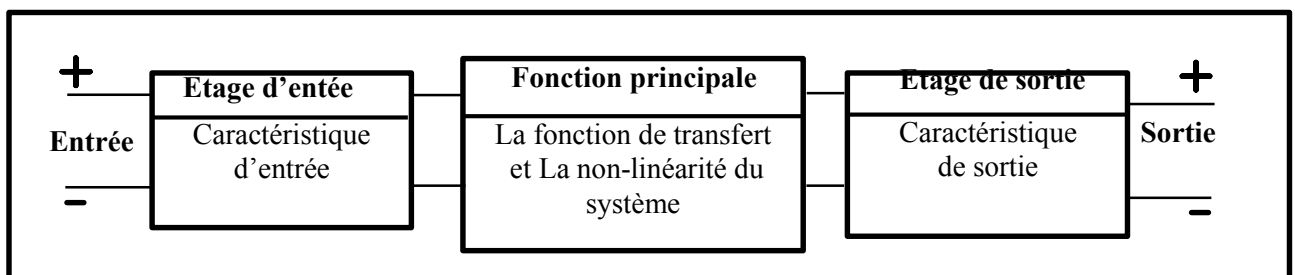 +
Entrée
-
Etage d’entée
Caractéristique
d’entrée
Fonction principale
La fonction de transfert
et La non-linéarité du
système
Etage de sortie
Caractéristique
de sortie
+
Sortie
-